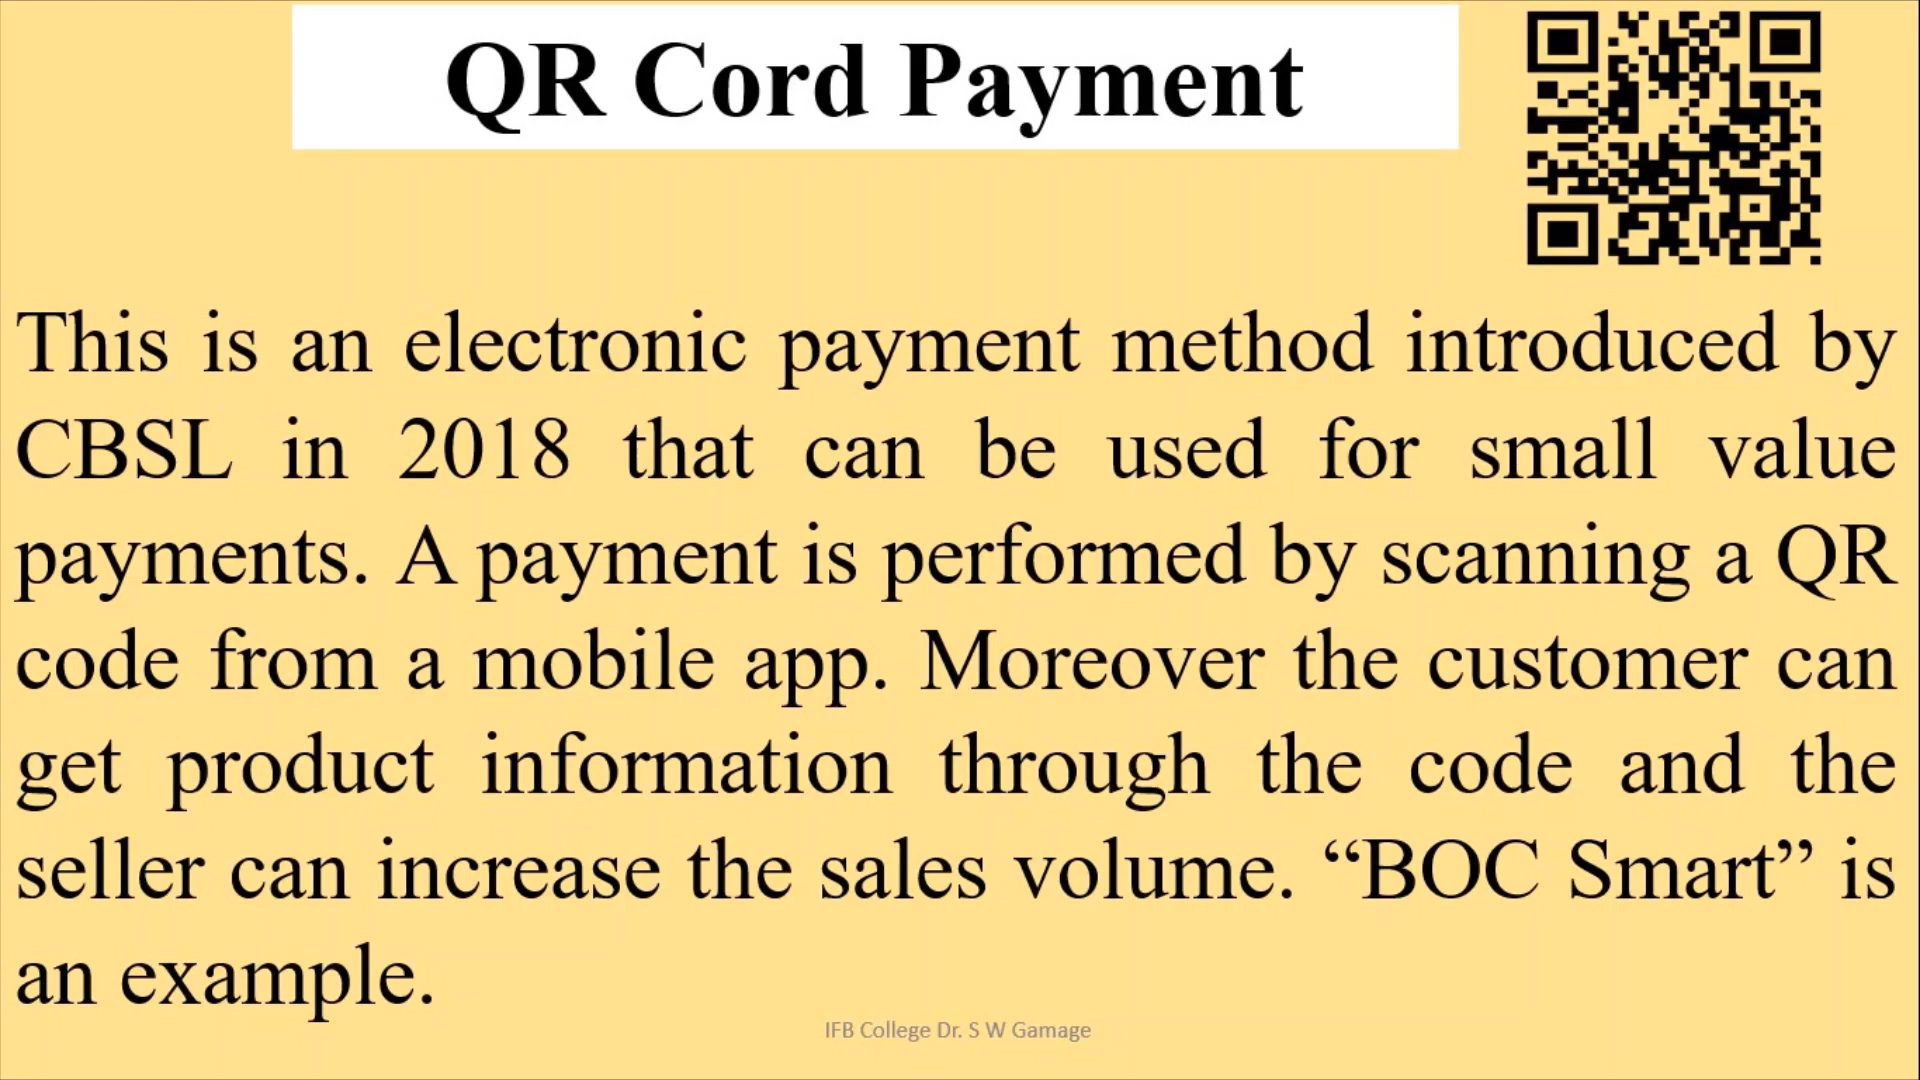 QR Cord Payment
This is an electronic payment method introduced by
CBSL in 2018 that can be used for small value
payments. A payment is performed by scanning a QR
code from a mobile app. Moreover the customer can
get product information through the code and the
seller can increase the sales volume. “BOC Smart” is
an example.
IFB College Dr. S W Gamage